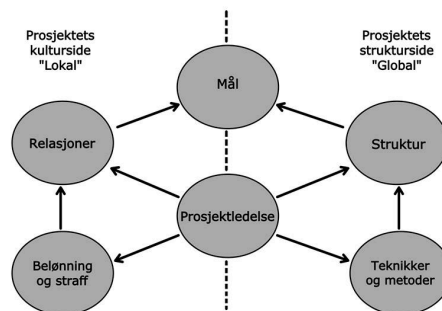 Prosjektets
kulturside
"Lokal"
Prosjektets
strukturside
"Global"
Mål
Relasjoner
Struktur
Prosjektledelse
Belønning
og straff
Teknikker
og metoder